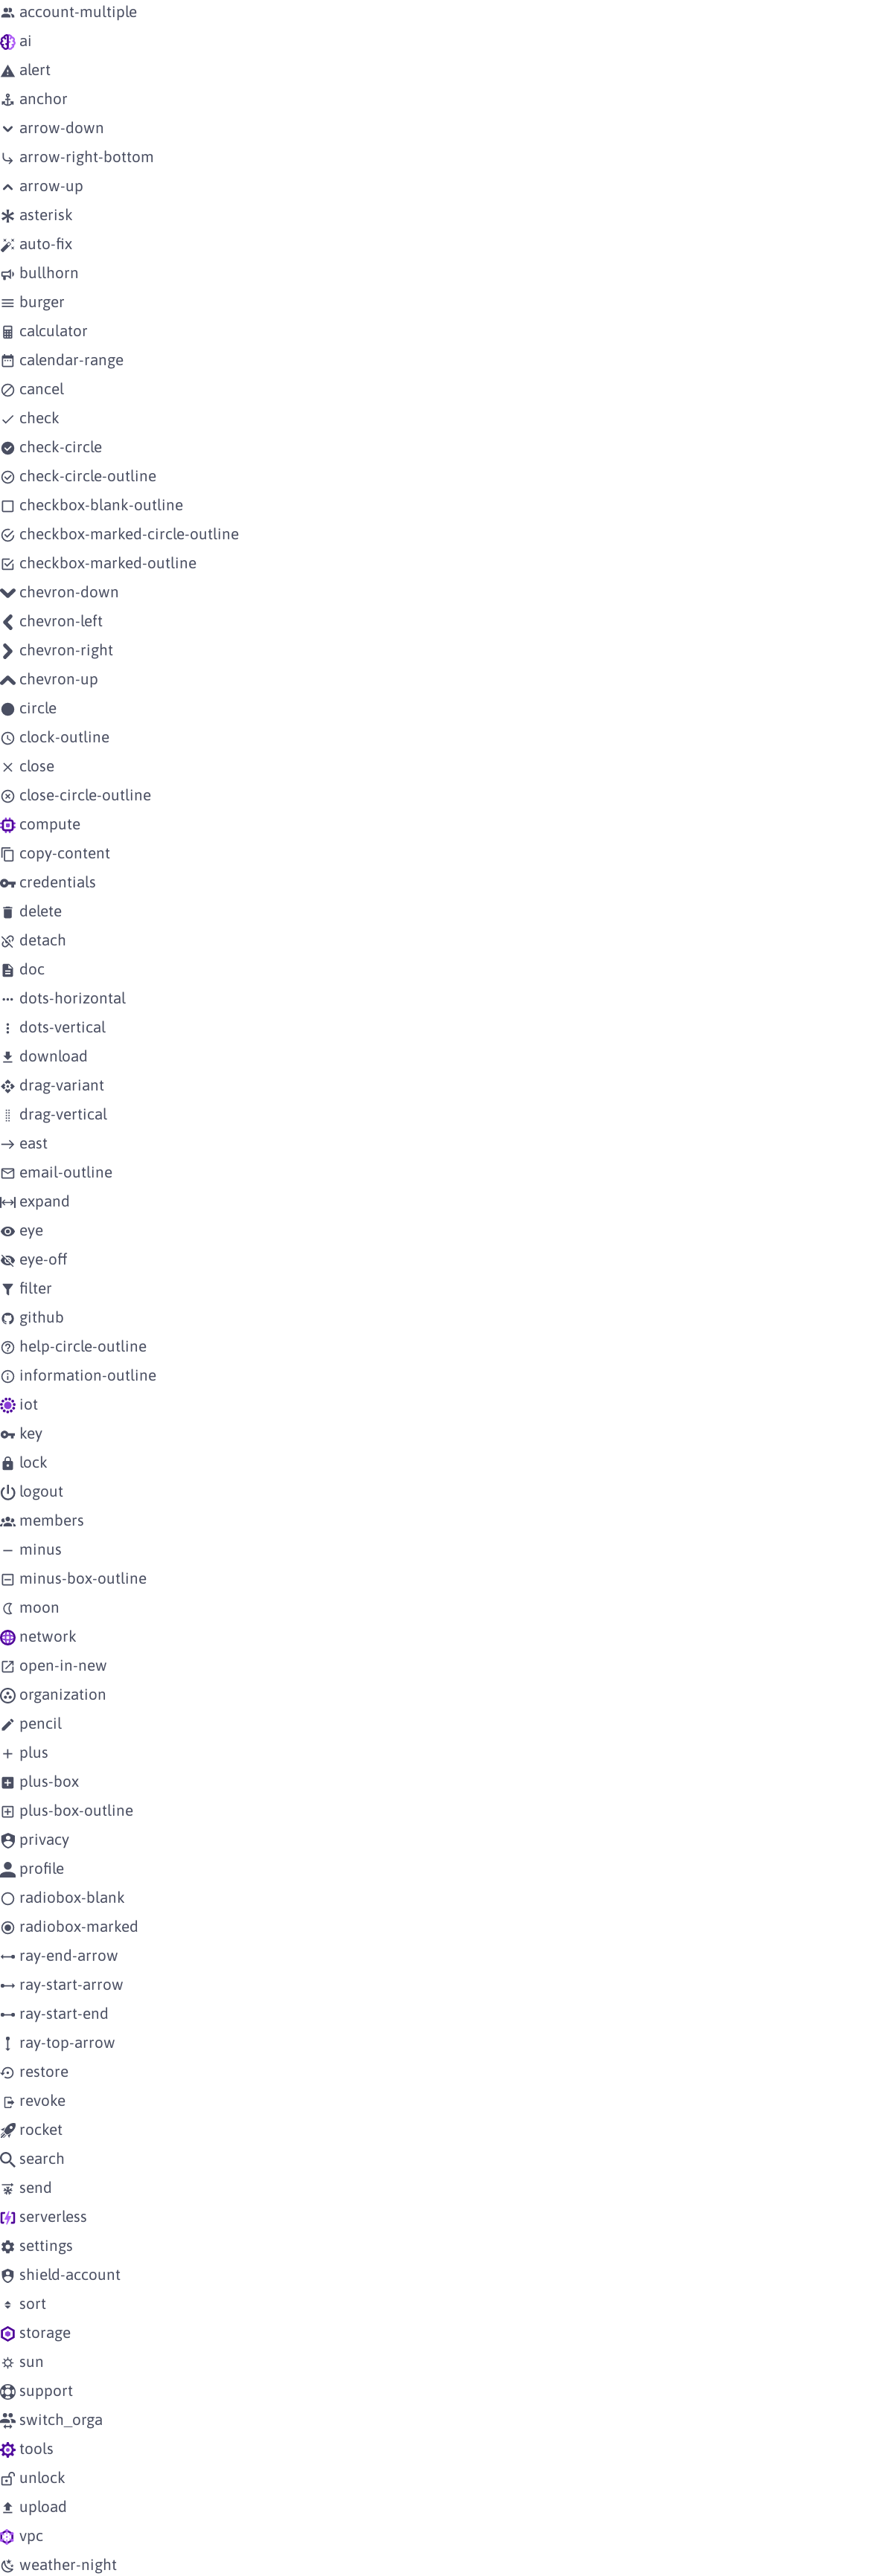 account-multiple
ai
alert
anchor
arrow-down
arrow-right-bottom
arrow-up
asterisk
auto-fix
bullhorn
burger
calculator
calendar-range
cancel
check
check-circle
check-circle-outline
checkbox-blank-outline
checkbox-marked-circle-outline
checkbox-marked-outline
chevron-down
chevron-left
chevron-right
chevron-up
circle
clock-outline
close
close-circle-outline
compute
copy-content
credentials
delete
detach
doc
dots-horizontal
dots-vertical
download
drag-variant
drag-vertical
east
email-outline
expand
eye
eye-off
filter
github
help-circle-outline
information-outline
iot
key
lock
logout
members
minus
minus-box-outline
moon
network
open-in-new
organization
pencil
plus
plus-box
plus-box-outline
privacy
profile
radiobox-blank
radiobox-marked
ray-end-arrow
ray-start-arrow
ray-start-end
ray-top-arrow
restore
revoke
rocket
search
send
serverless
settings
shield-account
sort
storage
sun
support
switch_orga
tools
unlock
upload
vpc
weather-night